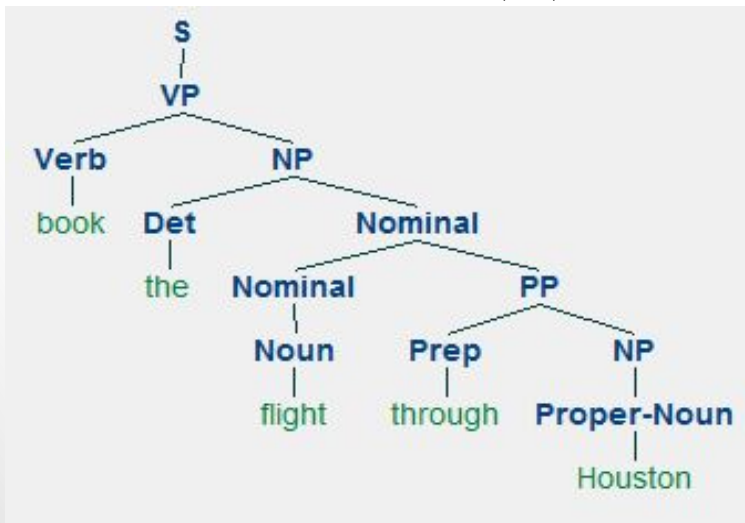 S
VP
Verb NP
book Det Nominal
the Nominal PP
Noun Prep NP
flight through Proper-Noun
Houston